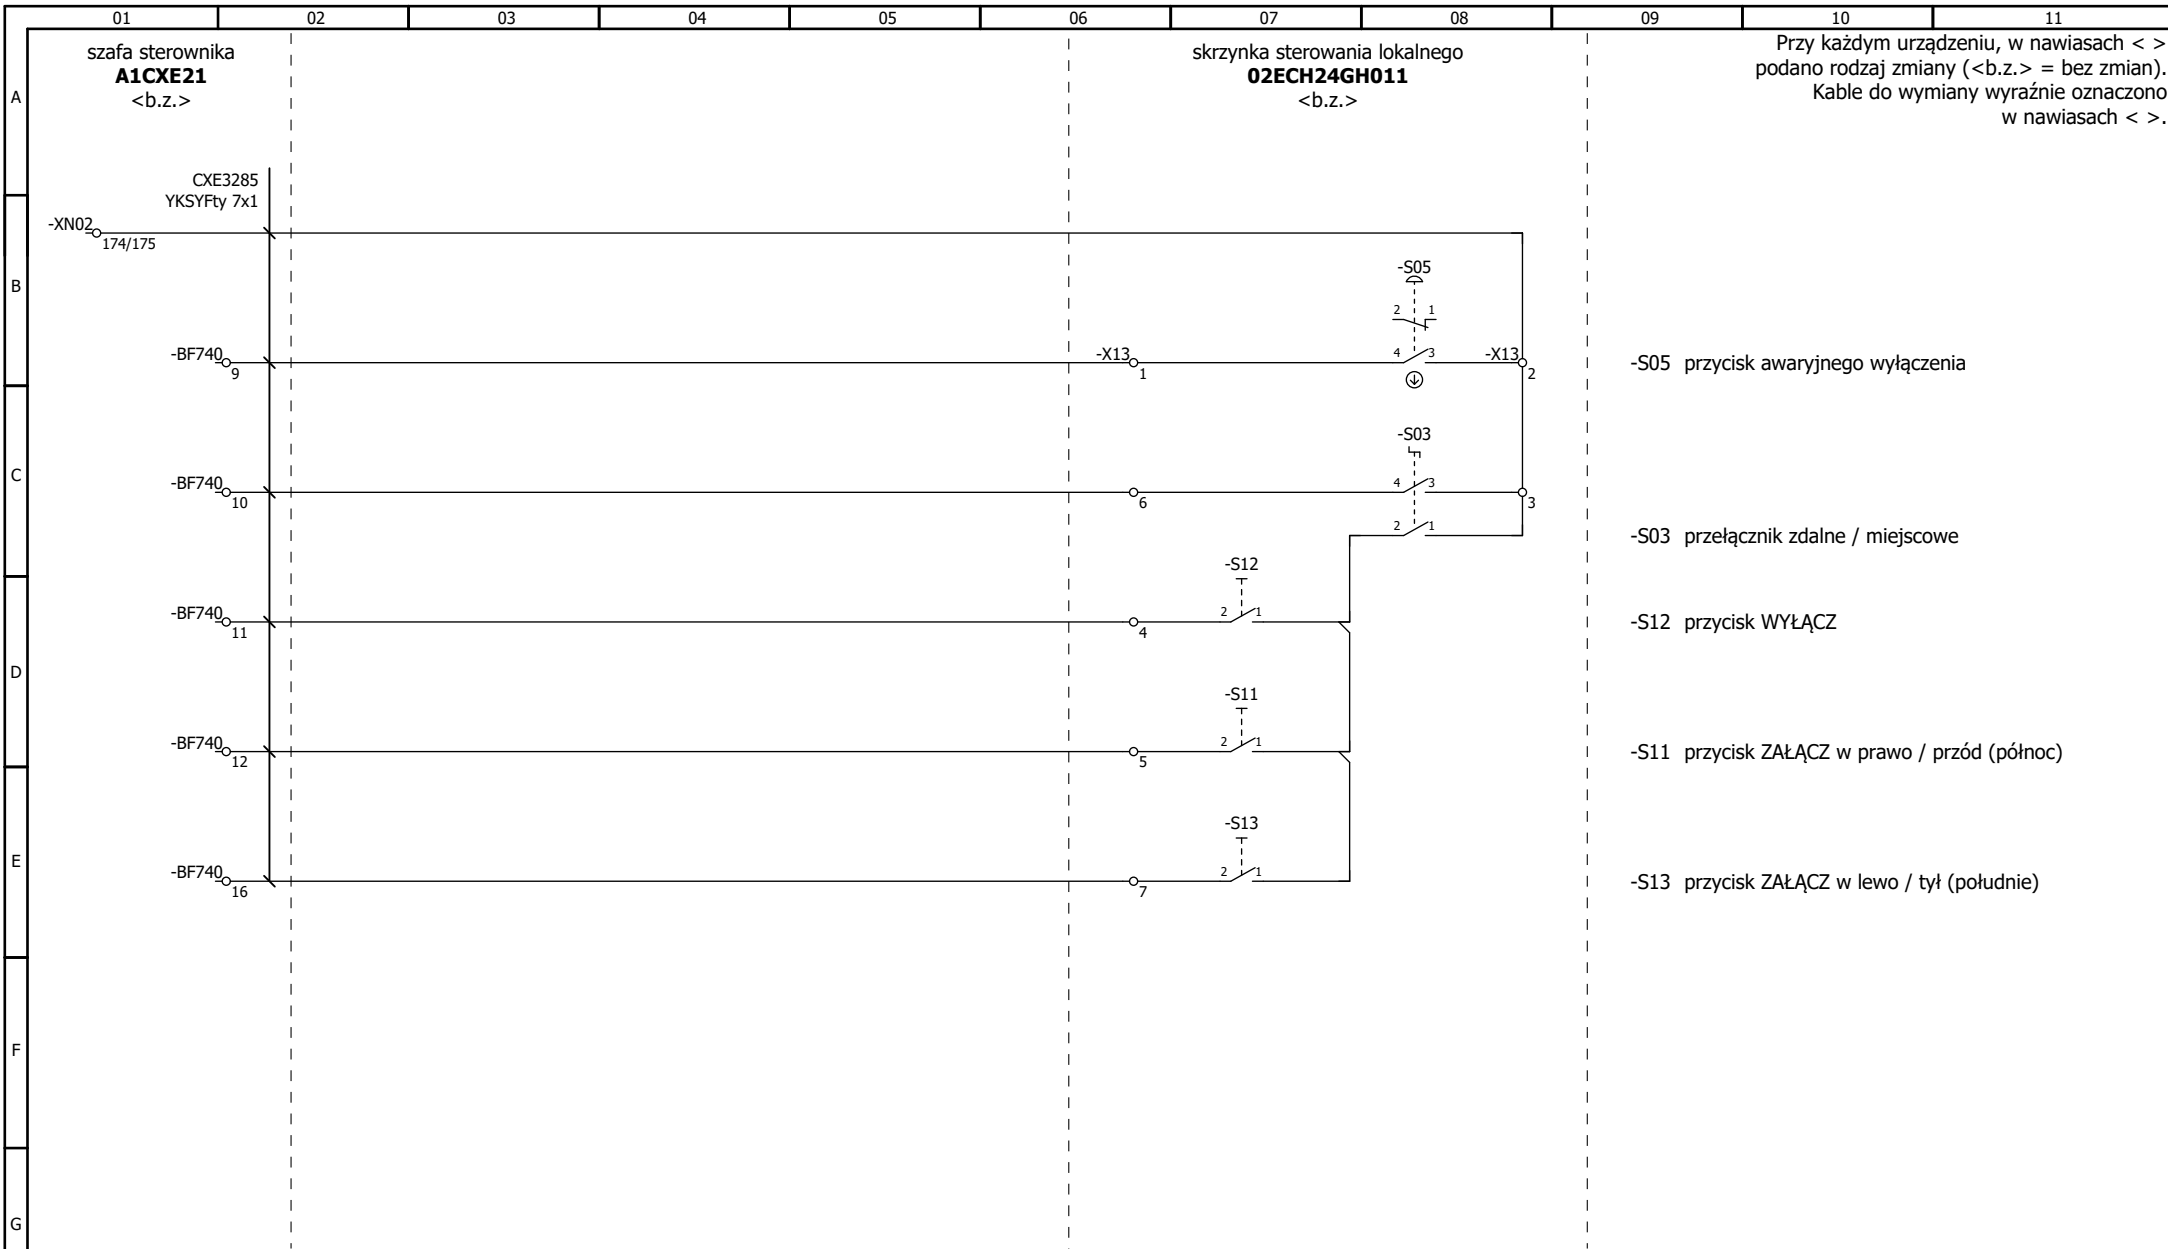 01 02 03 04 05 06 07 08 09 10 11
szafa sterownika
A1CXE21
<b.z.>
skrzynka sterowania lokalnego
02ECH24GH011
<b.z.>
Przy każdym urządzeniu, w nawiasach < >
podano rodzaj zmiany (<b.z.> = bez zmian).
Kable do wymiany wyraźnie oznaczono
w nawiasach < >.
A
CXE3285
YKSYFty 7x1
-XN02
174/175
B
-S05
2 1
-BF740
9
-X13
1
4 3
-X13
2
-S05 przycisk awaryjnego wyłączenia
-S03
C
-BF740
10
6
4 3
3
2 1
-S03 przełącznik zdalne / miejscowe
-S12
-BF740
11
4
2 1
-S12 przycisk WYŁĄCZ
D
-S11
-BF740
12
5
2 1
-S11 przycisk ZAŁĄCZ w prawo / przód (północ)
-S13
E
-BF740
16
7
2 1
-S13 przycisk ZAŁĄCZ w lewo / tył (południe)
F
G